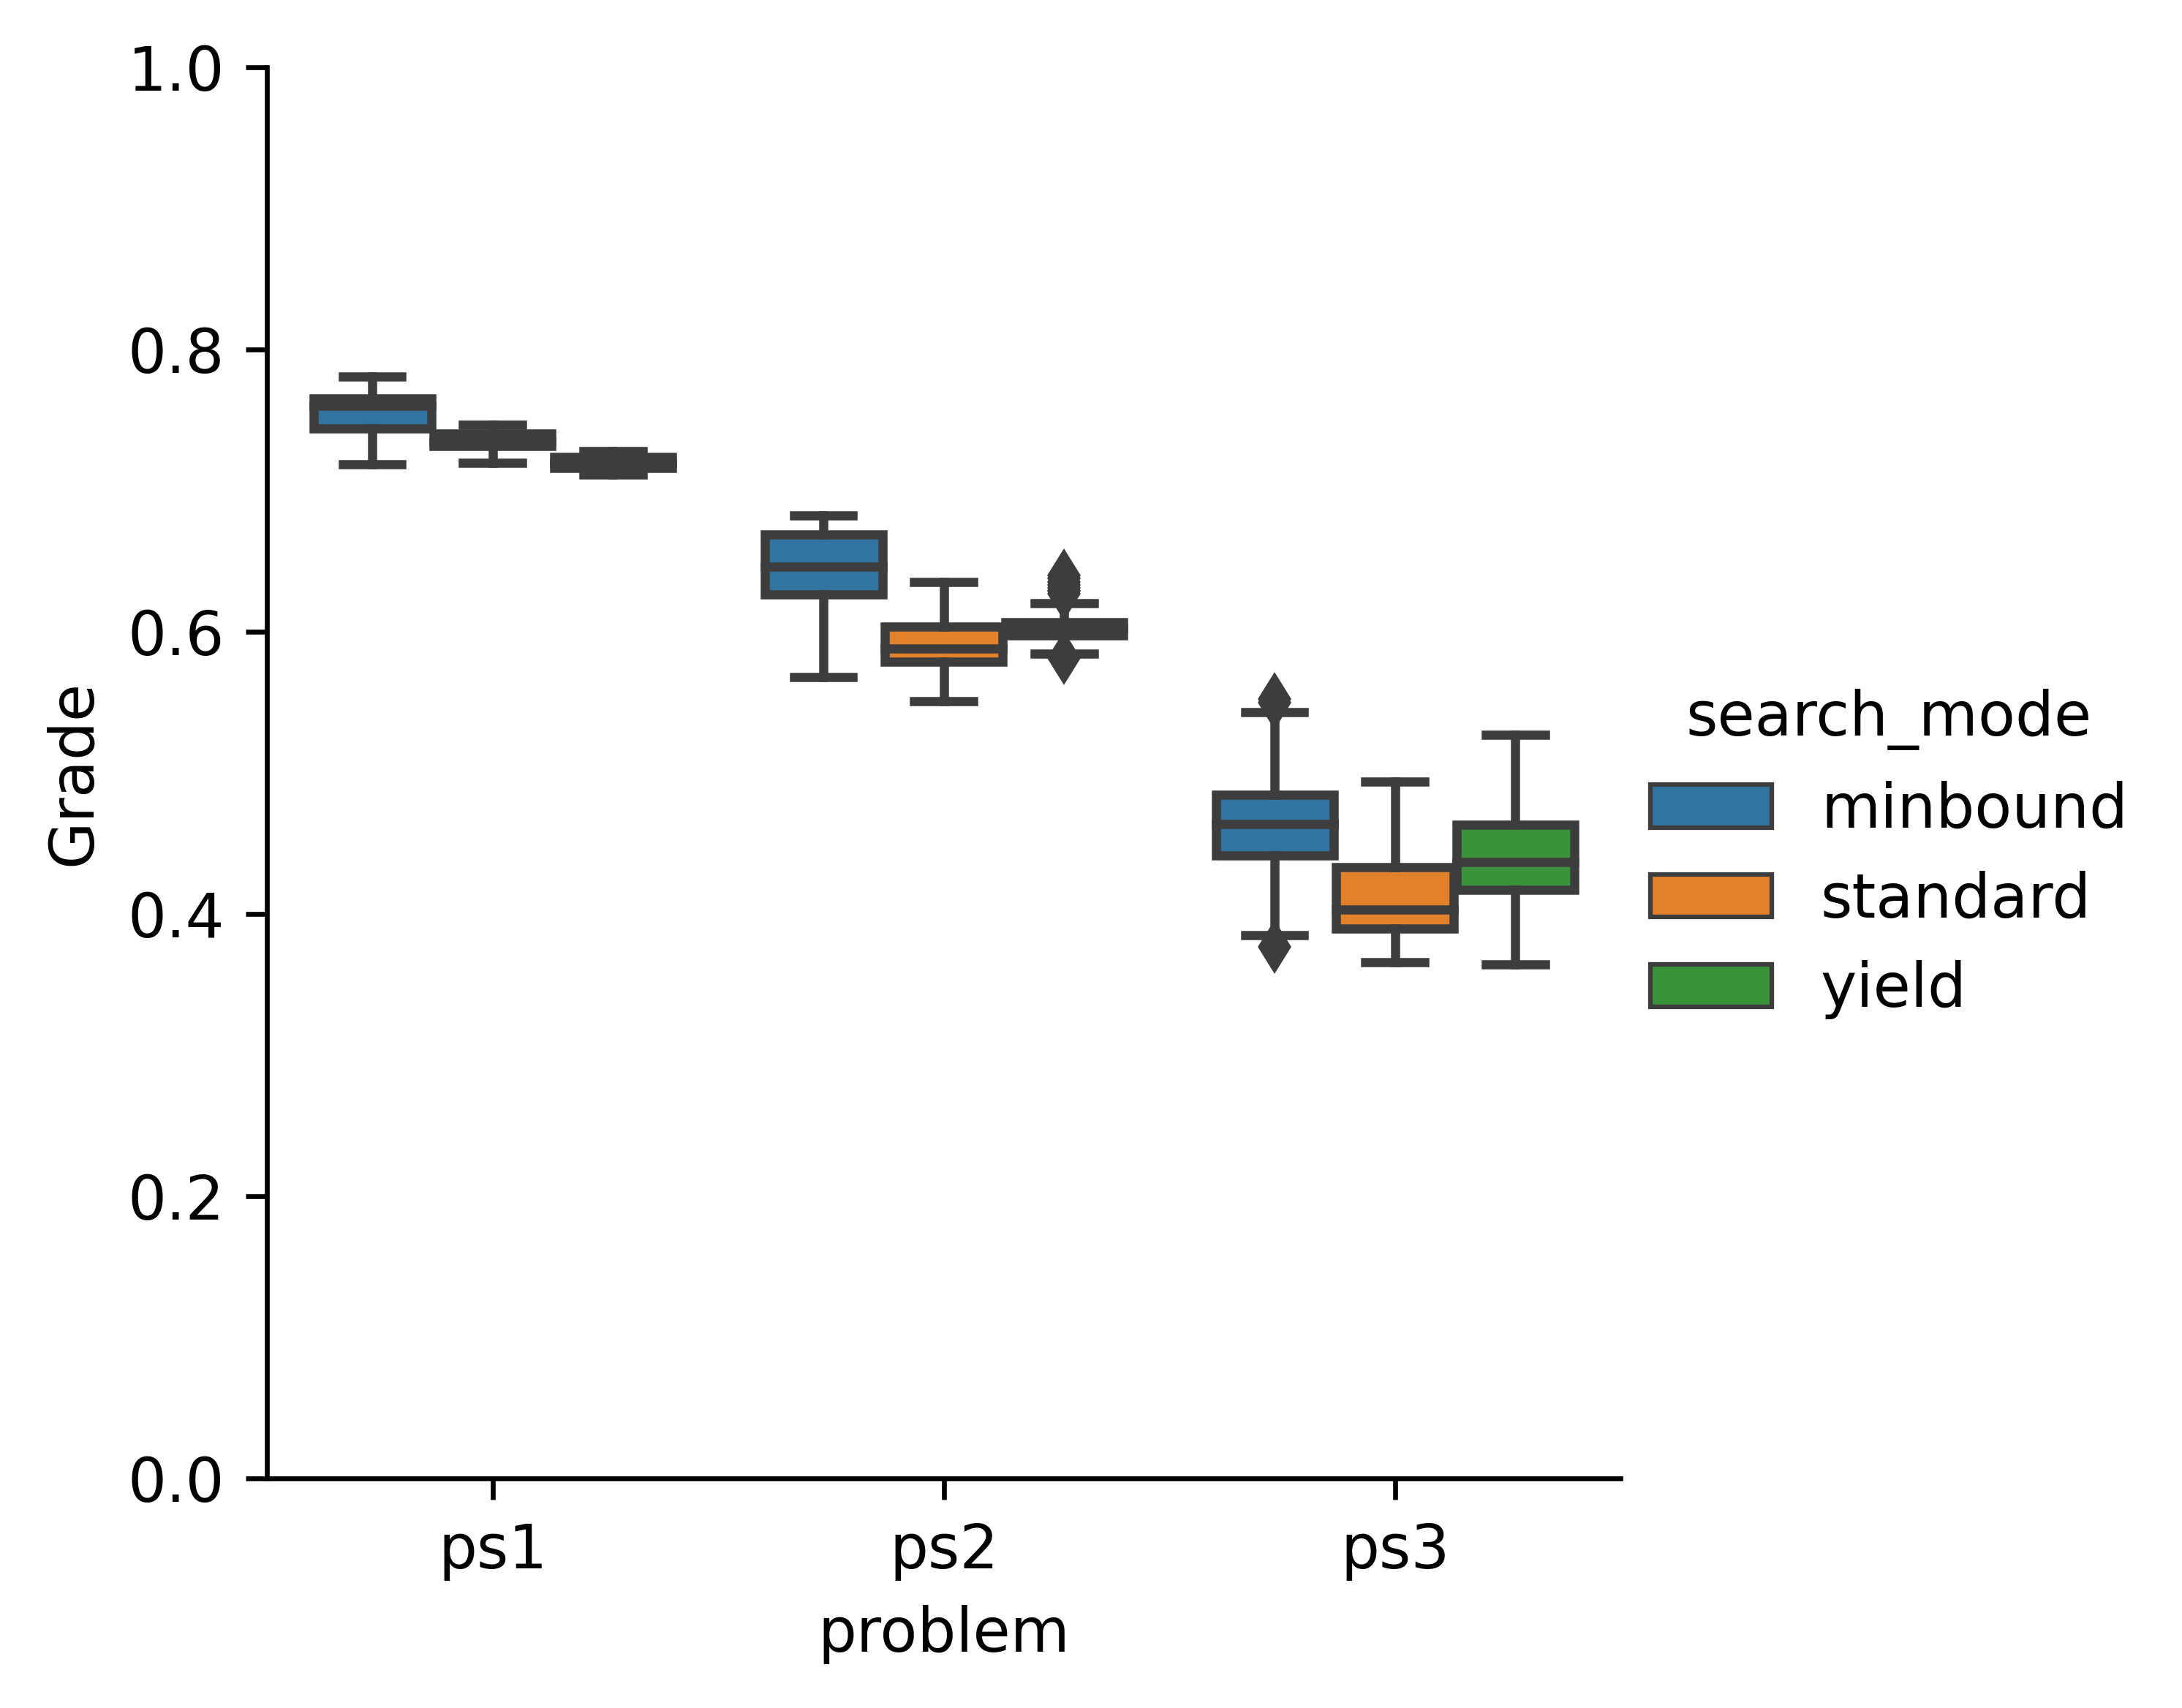 1.0
0.8
0.6
0.4
0.2
0.0
Grade
ps1 ps2 ps3
problem
search_mode
minbound
standard
yield